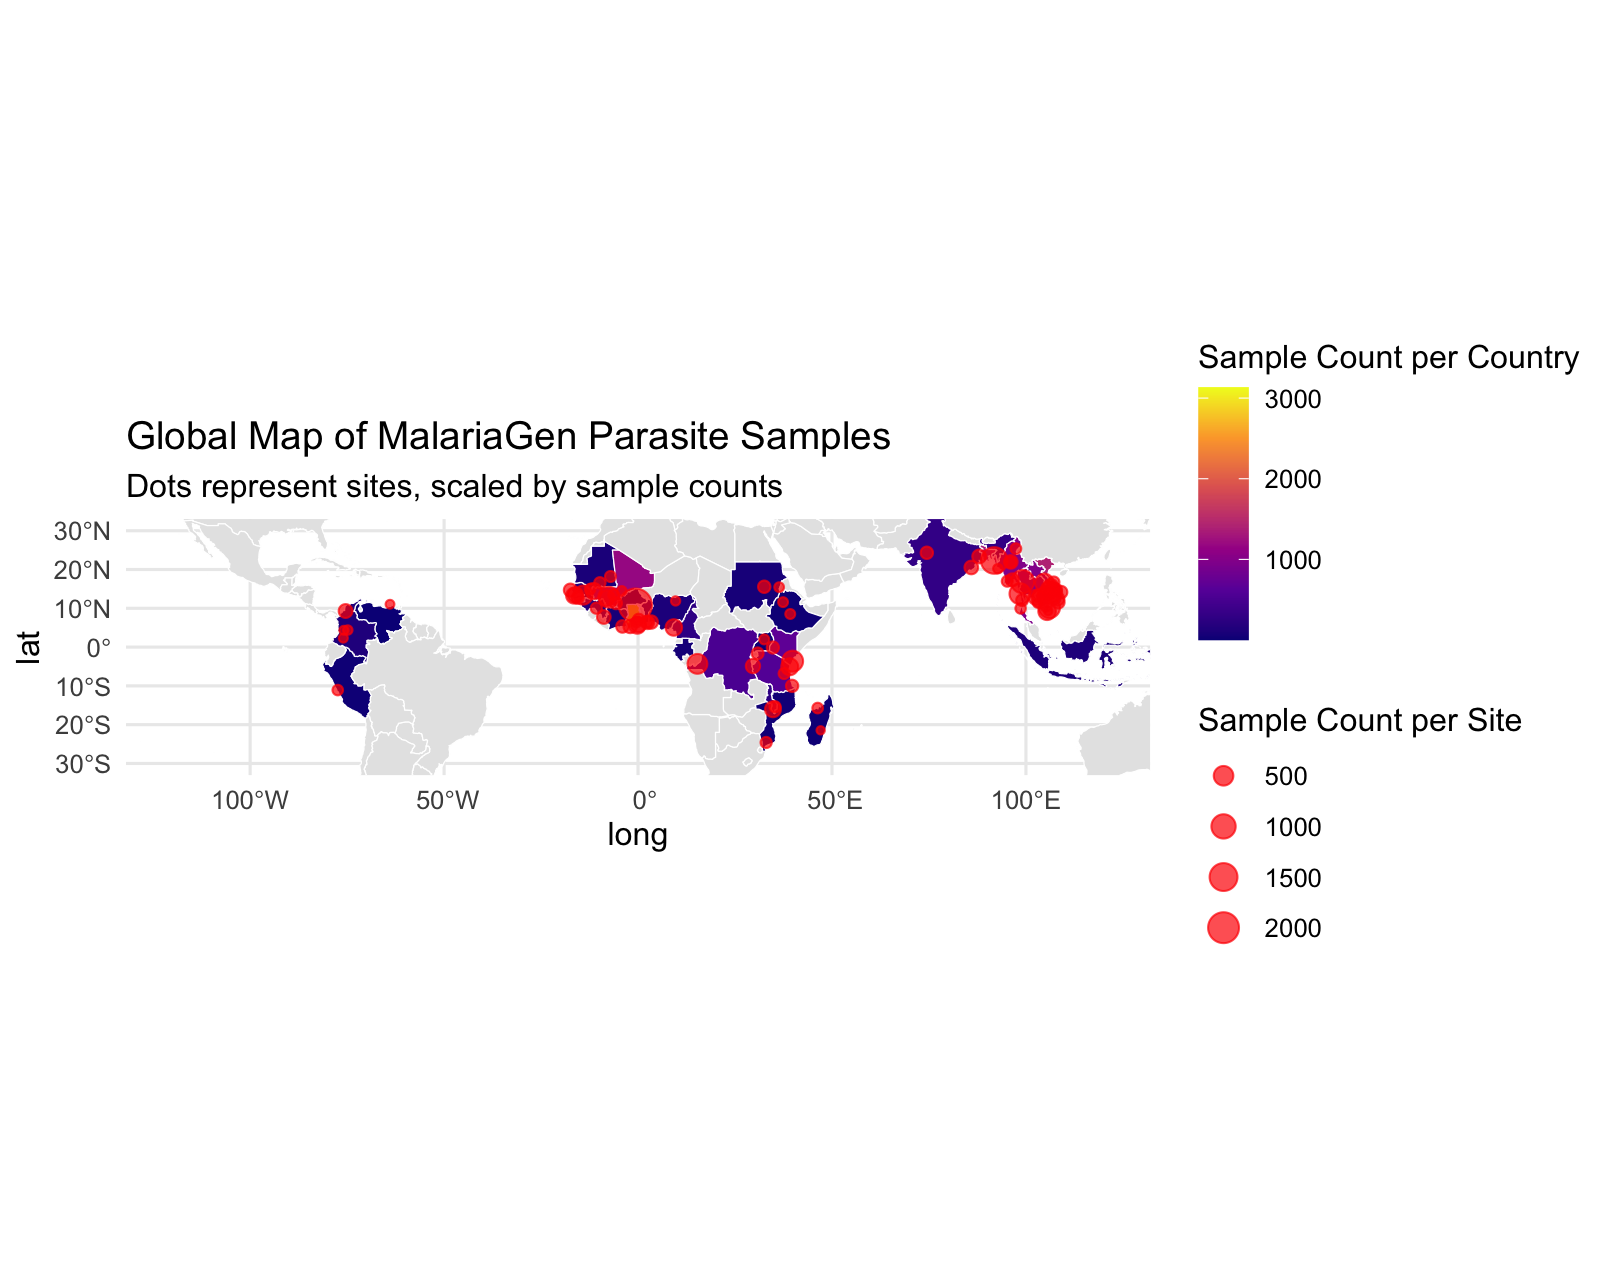 Global Map of MalariaGen Parasite Samples
Dots represent sites, scaled by sample counts
30°N
20°N
10°N
0°
10°S
20°S
30°S
lat
100°W
50°W
0°
50°E
100°E
long
Sample Count per Country
3000
2000
1000
Sample Count per Site
500
1000
1500
2000